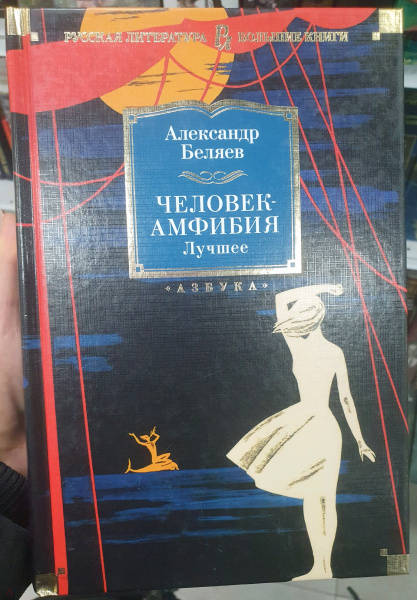 РУССКАЯ ЛИТЕРАТУРА БОЛЬШИЕ КНИГИ
Александр
Беляев
ЧЕЛОВЕК-
АМФИБИЯ
Лучшее
«АЗБУКА»